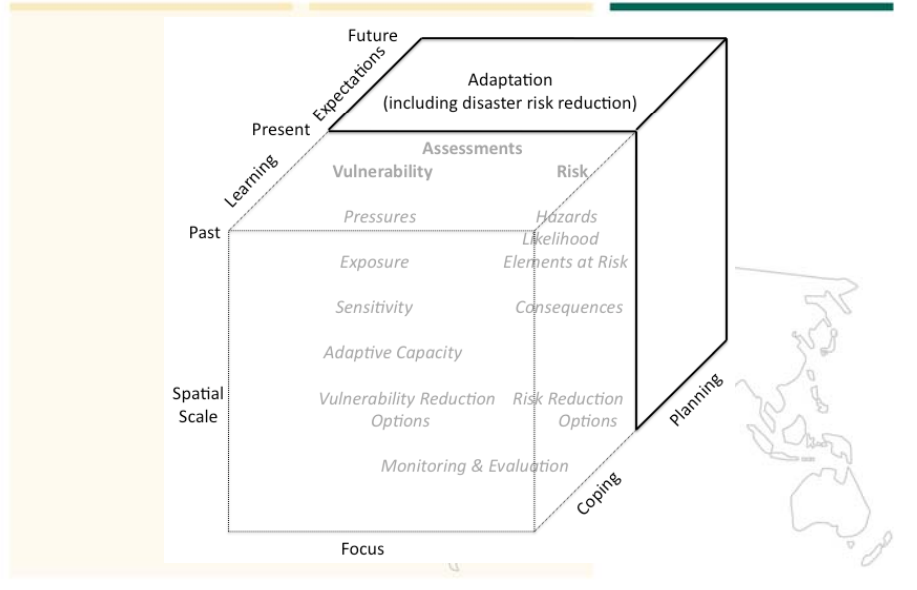 Future
Expectations
Adaptation
(including disaster risk reduction)
Present
Learning
Assessments
Vulnerability
Risk
Pressures
Hazards
Likelihood
Past
Exposure
Elements at Risk
Sensitivity
Consequences
Adaptive Capacity
Spatial
Scale
Vulnerability Reduction
Options
Risk Reduction
Options
Planning
Monitoring & Evaluation
Coping
Focus